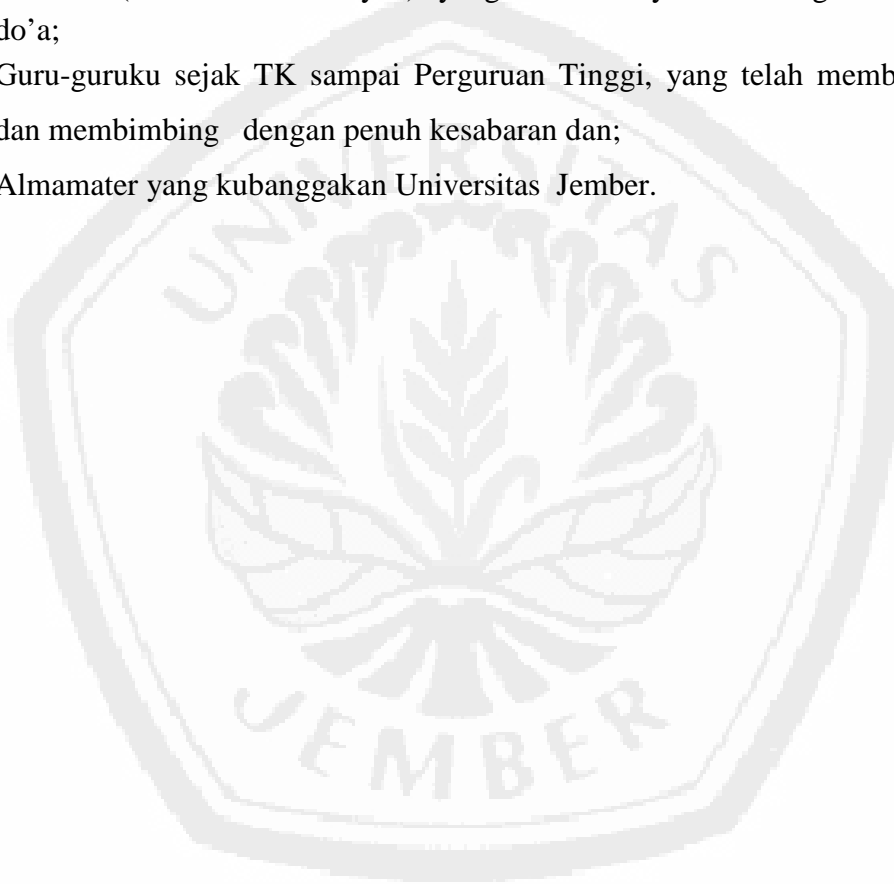 do’a;
Guru-guruku sejak TK sampai Perguruan Tinggi, yang telah memb
dan membimbing dengan penuh kesabaran dan;
Almamater yang kubanggakan Universitas Jember.
UNIVERSITAS
JEMBER